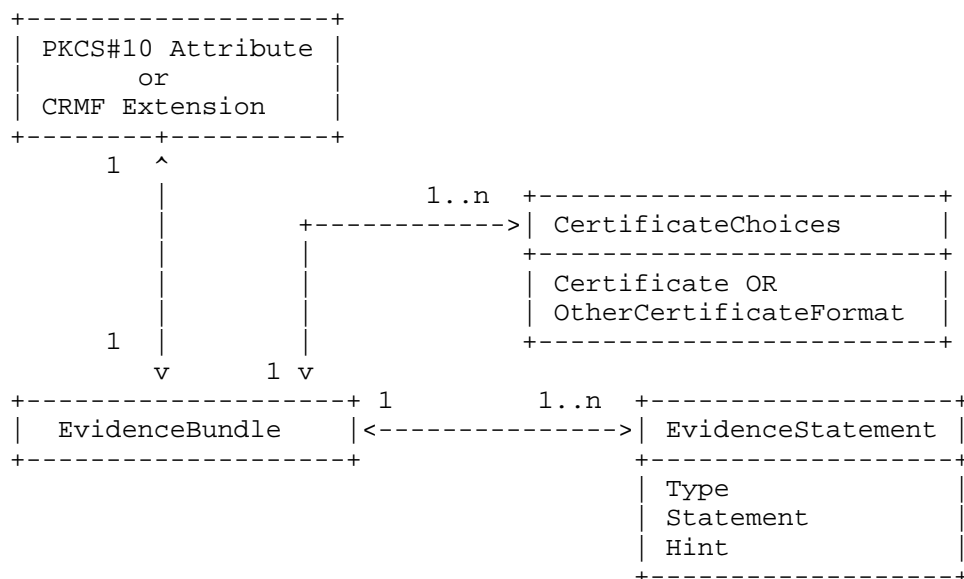 PKCS#10 Attribute
or
CRMF Extension
1
1..n
CertificateChoices
Certificate OR
OtherCertificateFormat
1
1
1 1..n
EvidenceBundle EvidenceStatement
Type
Statement
Hint